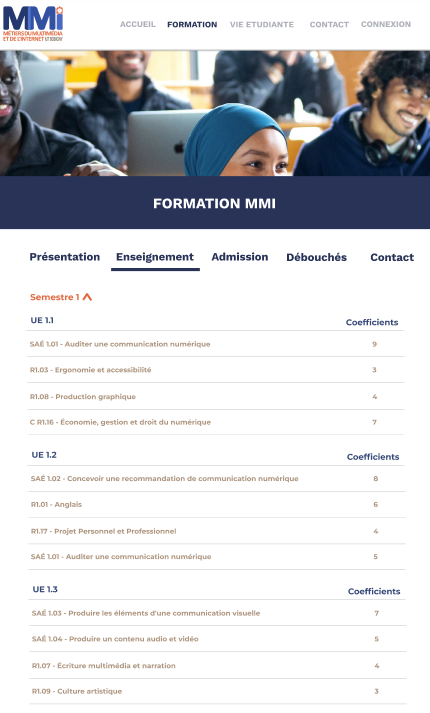 MMi
MÉTIERS DU MULTIMÉDIA
ET DE L'INTERNET UT BOBIGNY
ACCUEIL FORMATION VIE ETUDIANTE CONTACT CONNEXION
FORMATION MMI
Présentation Enseignement Admission Débouchés Contact
Semestre 1
UE 1.1 Coefficients
SAÉ 1.01 - Auditer une communication numérique 9
R1.03 - Ergonomie et accessibilité 3
R1.08 - Production graphique 4
C R1.16 - Économie, gestion et droit du numérique 7
UE 1.2 Coefficients
SAÉ 1.02 - Concevoir une recommandation de communication numérique 8
R1.01 - Anglais 6
R1.17 - Projet Personnel et Professionnel 4
SAÉ 1.01 - Auditer une communication numérique 5
UE 1.3 Coefficients
SAÉ 1.03 - Produire les éléments d'une communication visuelle 7
SAÉ 1.04 - Produire un contenu audio et vidéo 5
R1.07 - Écriture multimédia et narration 4
R1.09 - Culture artistique 3